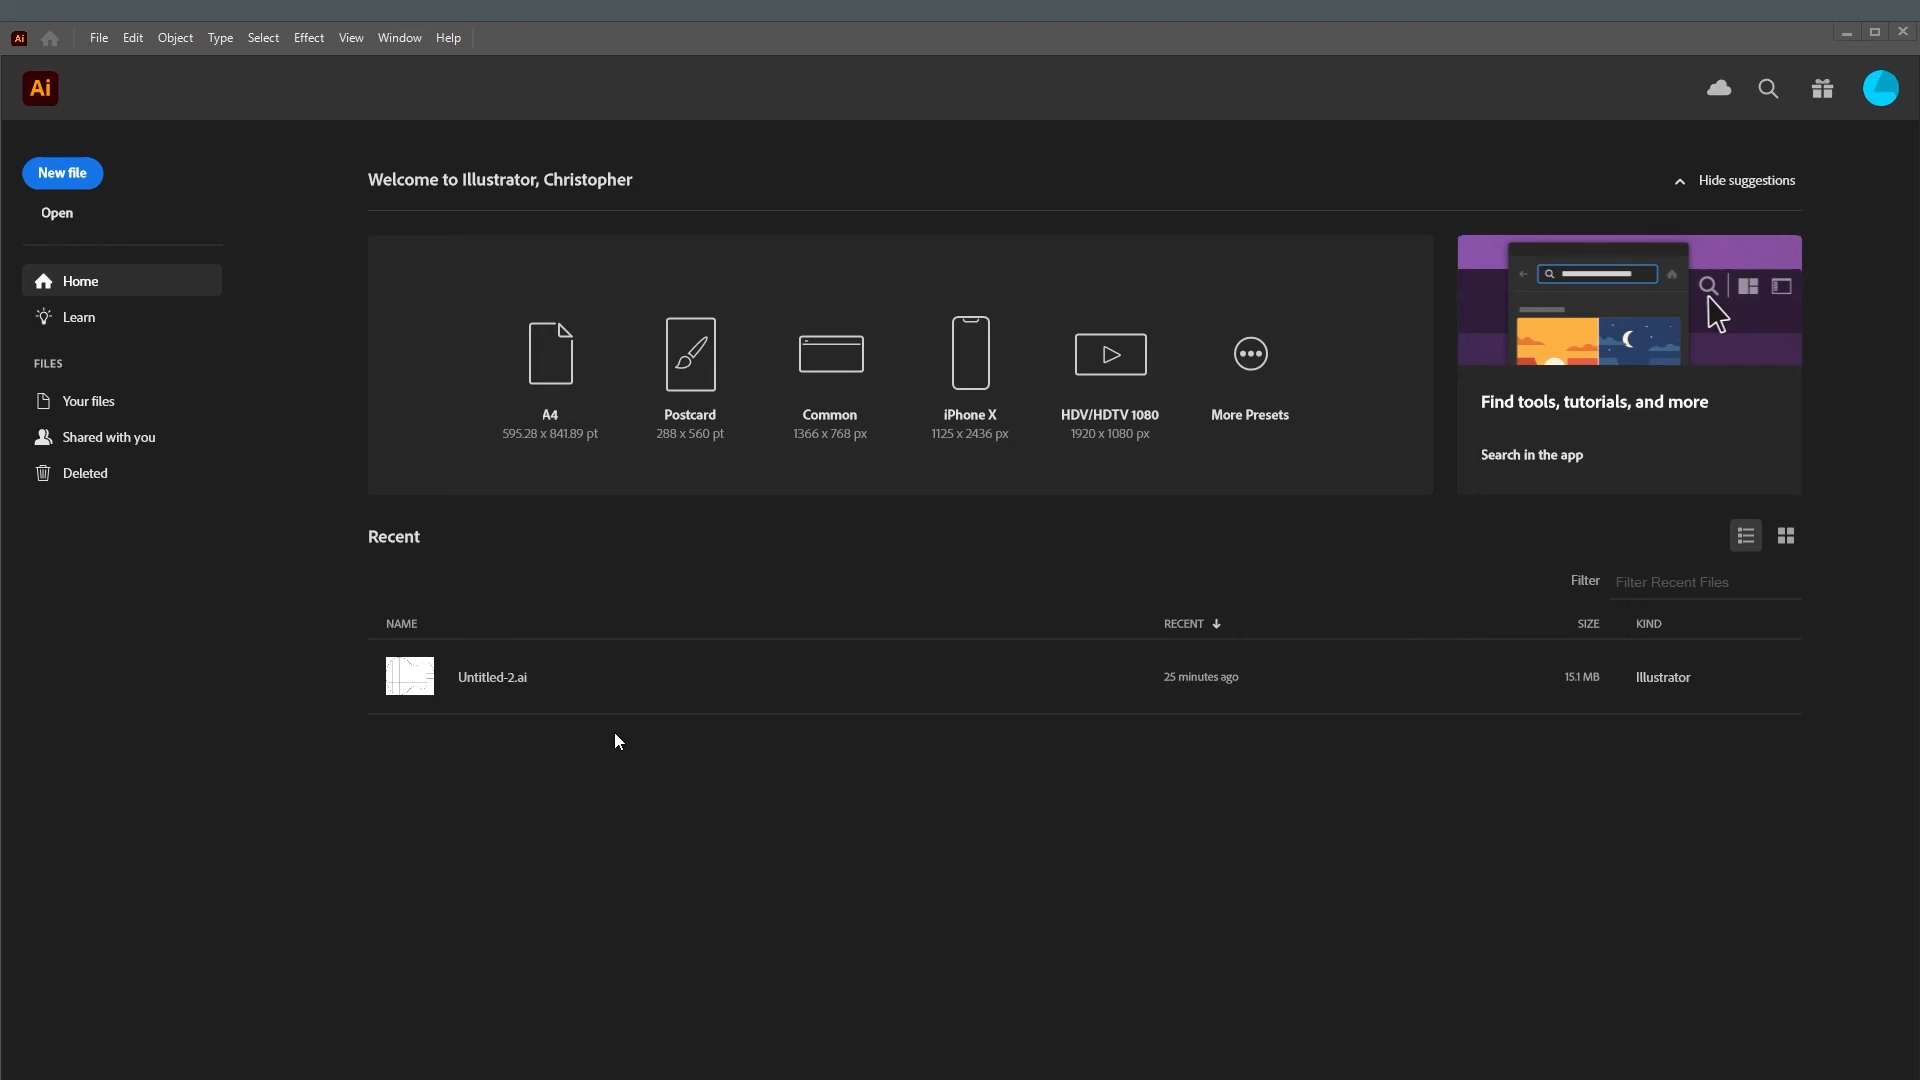 Ai File Edit Object Type Select Effect View Window Help
Ai
New file
Open
Home
Learn
FILES
Your files
Shared with you
Deleted
Welcome to Illustrator, Christopher
Hide suggestions
A4
595.28 x 841.89 pt
Postcard
288 x 560 pt
Common
1366 x 768 px
iPhone X
1125 x 2436 px
HDV/HDTV 1080
1920 x 1080 px
More Presets
Find tools, tutorials, and more
Search in the app
Recent
Filter Filter Recent Files
NAME RECENT SIZE KIND
Untitled-2.ai 25 minutes ago 15.1 MB Illustrator